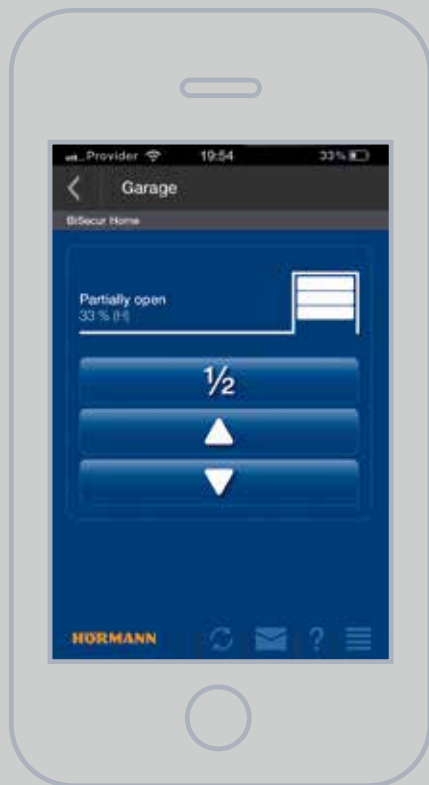 Provider 19:54 33%
Garage
BiSecur Home
Partially open
33 % (H)
½
HÖRMANN
?